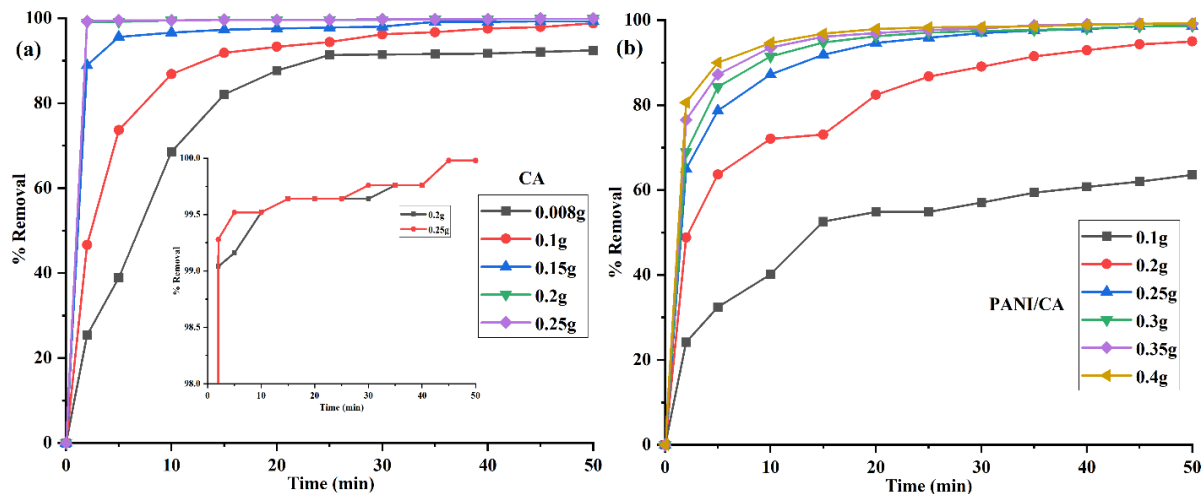 (a)
% Removal
100
80
60
40
20
0
0
10
20
30
40
50
Time (min)
CA
0.008g
0.1g
0.15g
0.2g
0.25g
% Removal
100.0
99.5
99.0
98.5
98.0
0
10
20
30
40
50
Time (min)
0.2g
0.25g
(b)
% Removal
100
80
60
40
20
0
0
10
20
30
40
50
Time (min)
PANI/CA
0.1g
0.2g
0.25g
0.3g
0.35g
0.4g